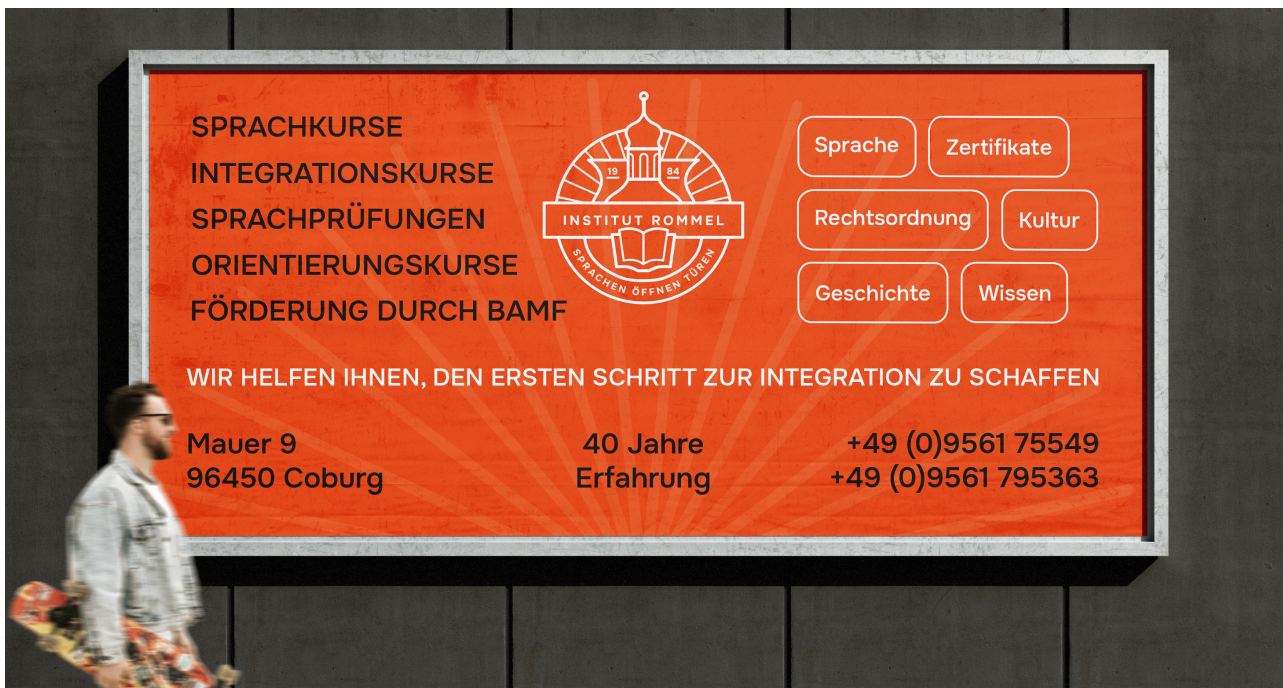 SPRACHKURSE
INTEGRATIONSKURSE
SPRACHPRÜFUNGEN
ORIENTIERUNGSKURSE
FÖRDERUNG DURCH BAMF
19 84
INSTITUT ROMMEL
SPRACHEN ÖFFNEN TÜREN
Sprache Zertifikate
Rechtsordnung Kultur
Geschichte Wissen
WIR HELFEN IHNEN, DEN ERSTEN SCHRITT ZUR INTEGRATION ZU SCHAFFEN
Mauer 9
96450 Coburg
40 Jahre
Erfahrung
+49 (0)9561 75549
+49 (0)9561 795363